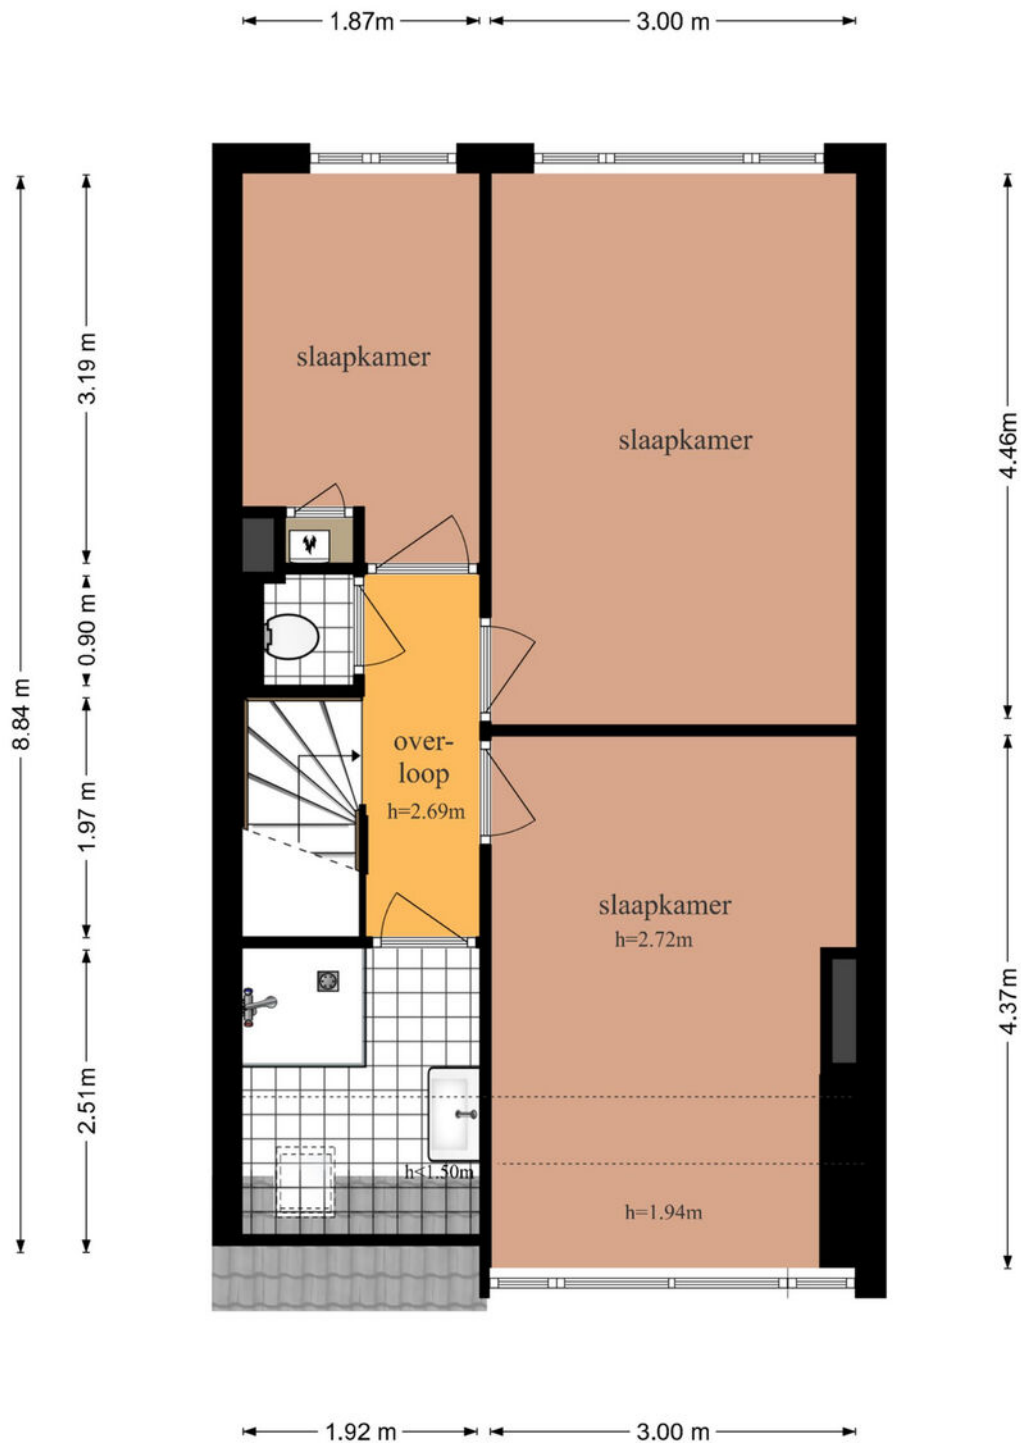 1.87m
3.00 m
3.19 m
slaapkamer
slaapkamer
4.46m
0.90 m
8.84 m
over-
loop
h=2.69m
1.97 m
slaapkamer
h=2.72m
4.37m
2.51m
h<1.50m
h=1.94m
1.92 m
3.00 m